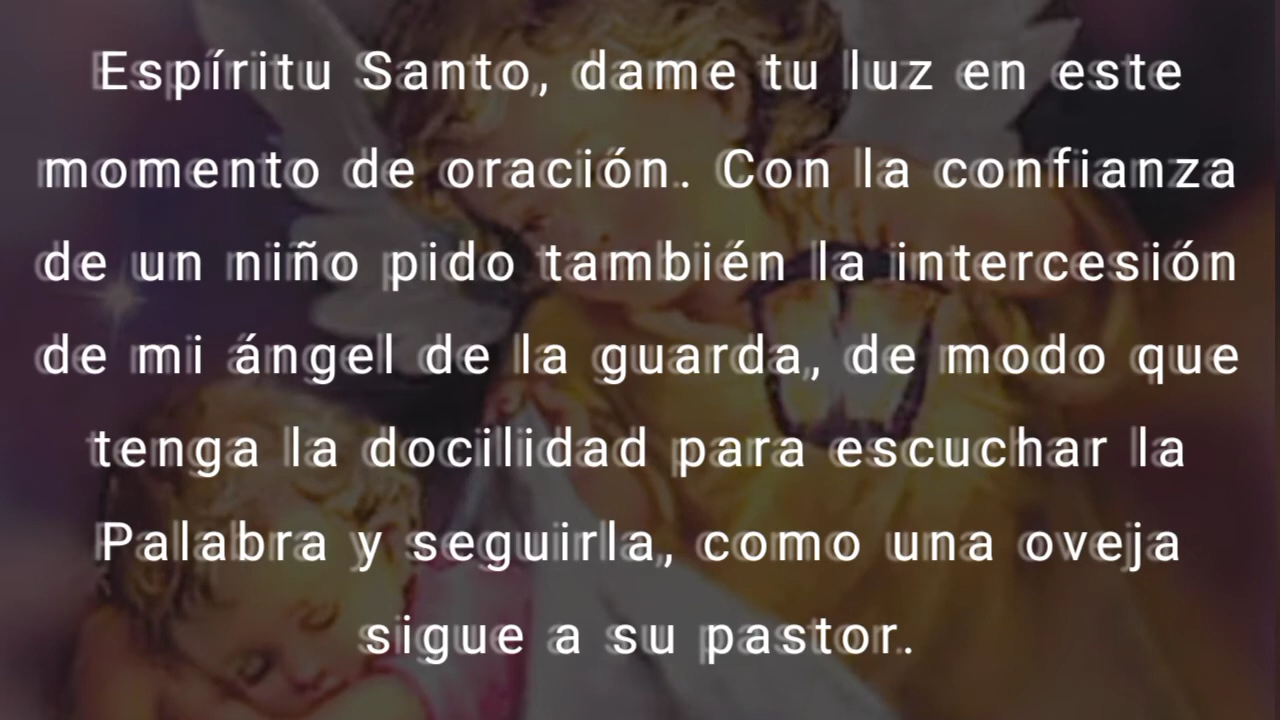 Espíritu Santo, dame tu luz en este
momento de oración. Con la confianza
de un niño pido también la intercesión
de mi ángel de la guarda, de modo que
tenga la docilidad para escuchar la
Palabra y seguirla, como una oveja
sigue a su pastor.